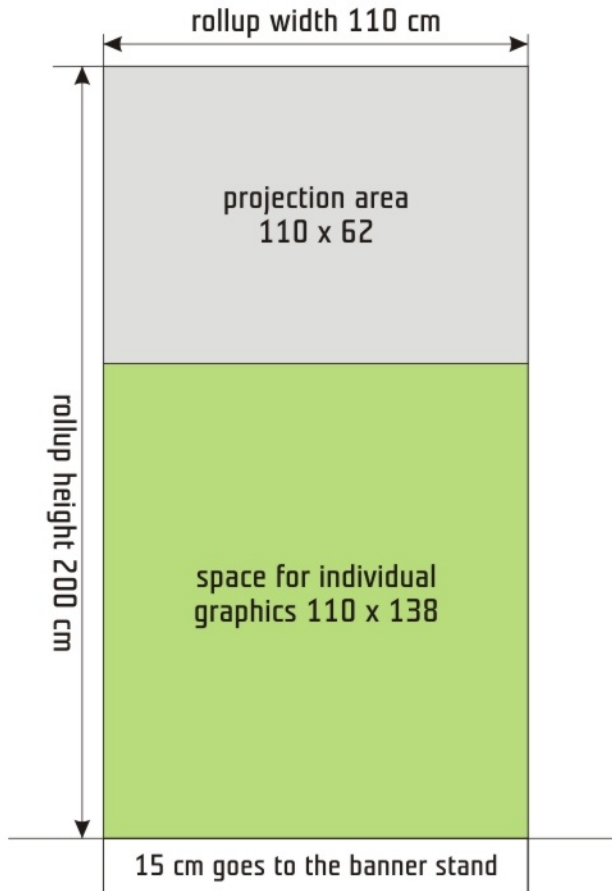 rollup width 110 cm
projection area
110 x 62
rollup height 200 cm
space for individual
graphics 110 x 138
15 cm goes to the banner stand